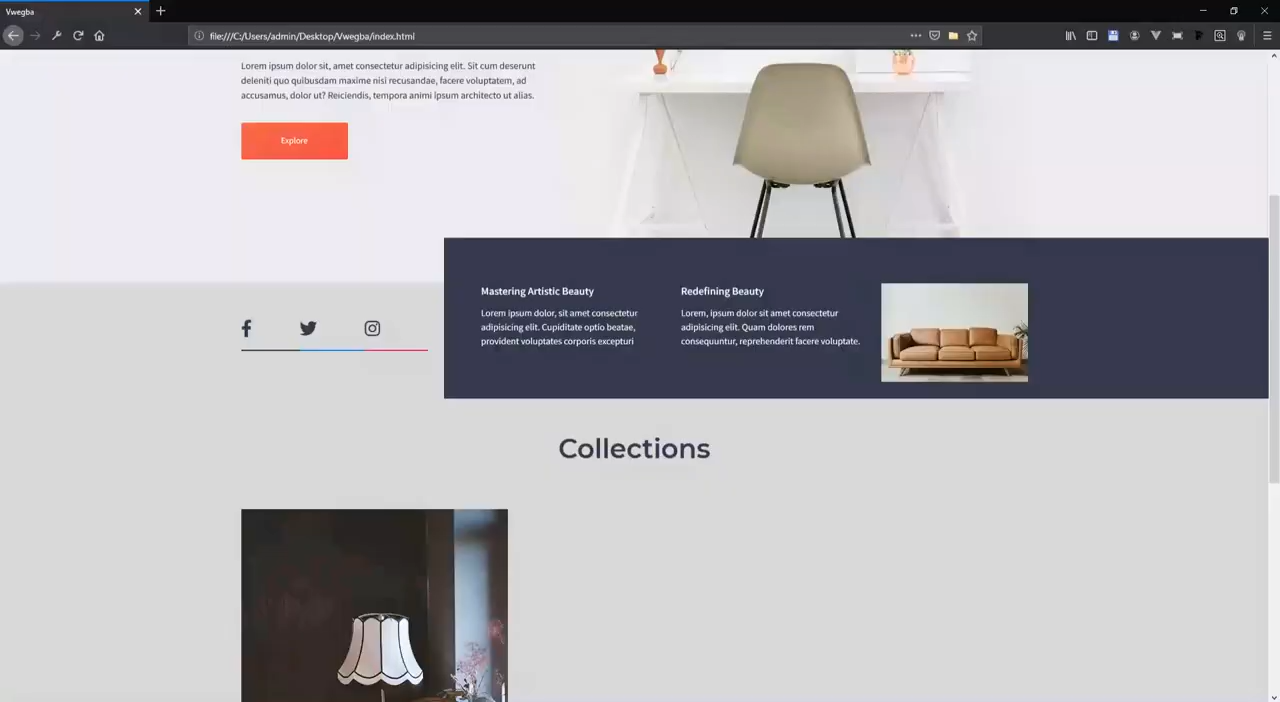 Vwegba
file:///C:/Users/admin/Desktop/Vwegba/index.html
Lorem ipsum dolor sit, amet consectetur adipisicing elit. Sit cum deserunt
deleniti quo quibusdam maxime nisi recusandae, facere voluptatem, ad
accusamus, dolor ut? Reiciendis, tempora animi ipsum architecto ut alias.
Explore
Mastering Artistic Beauty
Lorem ipsum dolor, sit amet consectetur
adipisicing elit. Cupiditate optio beatae,
provident voluptates corporis excepturi
Redefining Beauty
Lorem, ipsum dolor sit amet consectetur
adipisicing elit. Quam dolores rem
consequuntur, reprehenderit facere voluptate.
Collections